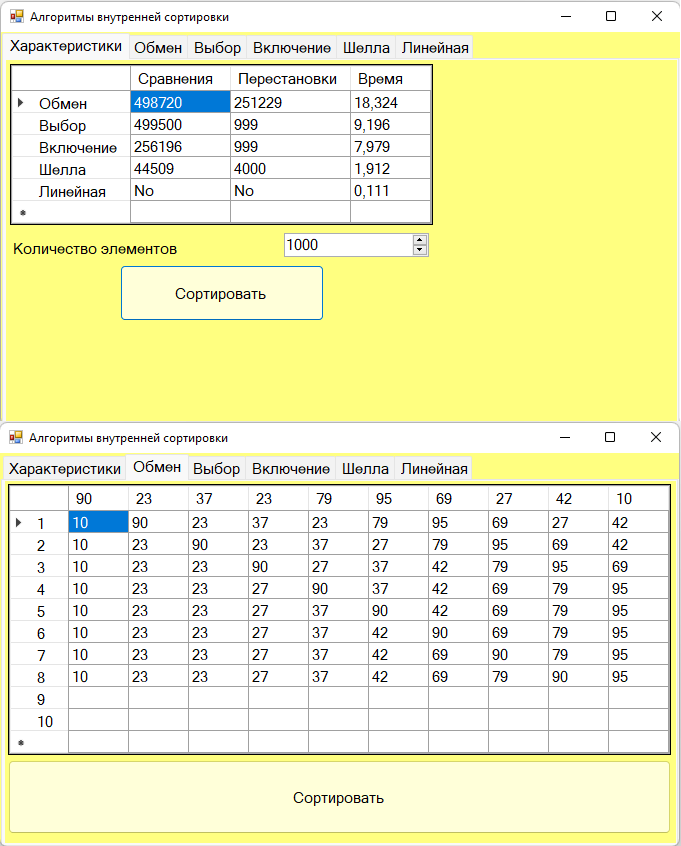 Алгоритмы внутренней сортировки
Характеристики Обмен Выбор Включение Шелла Линейная
Сравнения Перестановки Время
Обмен 498720 251229 18,324
Выбор 499500 999 9,196
Включение 256196 999 7,979
Шелла 44509 4000 1,912
Линейная No No 0,111
Количество элементов 1000
Сортировать
Алгоритмы внутренней сортировки
Характеристики Обмен Выбор Включение Шелла Линейная
90 23 37 23 79 95 69 27 42 10
1 10 90 23 37 23 79 95 69 27 42
2 10 23 90 23 37 27 79 95 69 42
3 10 23 23 90 27 37 42 79 95 69
4 10 23 23 27 90 37 42 69 79 95
5 10 23 23 27 37 90 42 69 79 95
6 10 23 23 27 37 42 90 69 79 95
7 10 23 23 27 37 42 69 90 79 95
8 10 23 23 27 37 42 69 79 90 95
9
10
Сортировать